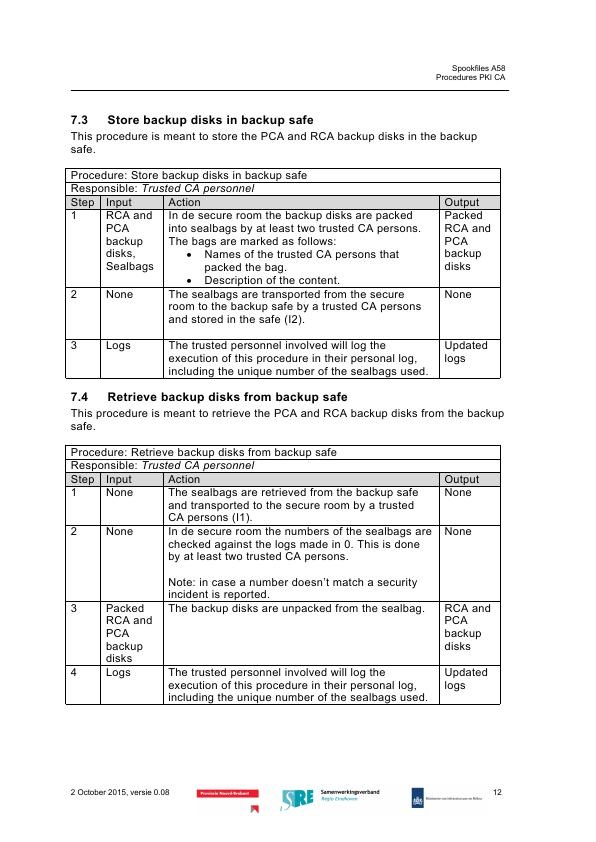 Spookfiles A58
Procedures PKI CA
7.3 Store backup disks in backup safe
This procedure is meant to store the PCA and RCA backup disks in the backup
safe.
Procedure: Store backup disks in backup safe
Responsible: Trusted CA personnel
Step Input Action Output
1 RCA and In de secure room the backup disks are packed Packed
PCA into sealbags by at least two trusted CA persons. RCA and
backup The bags are marked as follows: PCA
disks, • Names of the trusted CA persons that backup
Sealbags packed the bag. disks
• Description of the content.
2 None The sealbags are transported from the secure None
room to the backup safe by a trusted CA persons
and stored in the safe (I2).
3 Logs The trusted personnel involved will log the Updated
execution of this procedure in their personal log, logs
including the unique number of the sealbags used.
7.4 Retrieve backup disks from backup safe
This procedure is meant to retrieve the PCA and RCA backup disks from the backup
safe.
Procedure: Retrieve backup disks from backup safe
Responsible: Trusted CA personnel
Step Input Action Output
1 None The sealbags are retrieved from the backup safe None
and transported to the secure room by a trusted
CA persons (I1).
2 None In de secure room the numbers of the sealbags are None
checked against the logs made in 0. This is done
by at least two trusted CA persons.
Note: in case a number doesn't match a security
incident is reported.
3 Packed The backup disks are unpacked from the sealbag. RCA and
RCA and PCA
PCA backup
backup disks
disks
4 Logs The trusted personnel involved will log the Updated
execution of this procedure in their personal log, logs
including the unique number of the sealbags used.
2 October 2015, versie 0.08 Provincie Noord-Brabant SRE Samenwerkingsverband 12
Regio Eindhoven